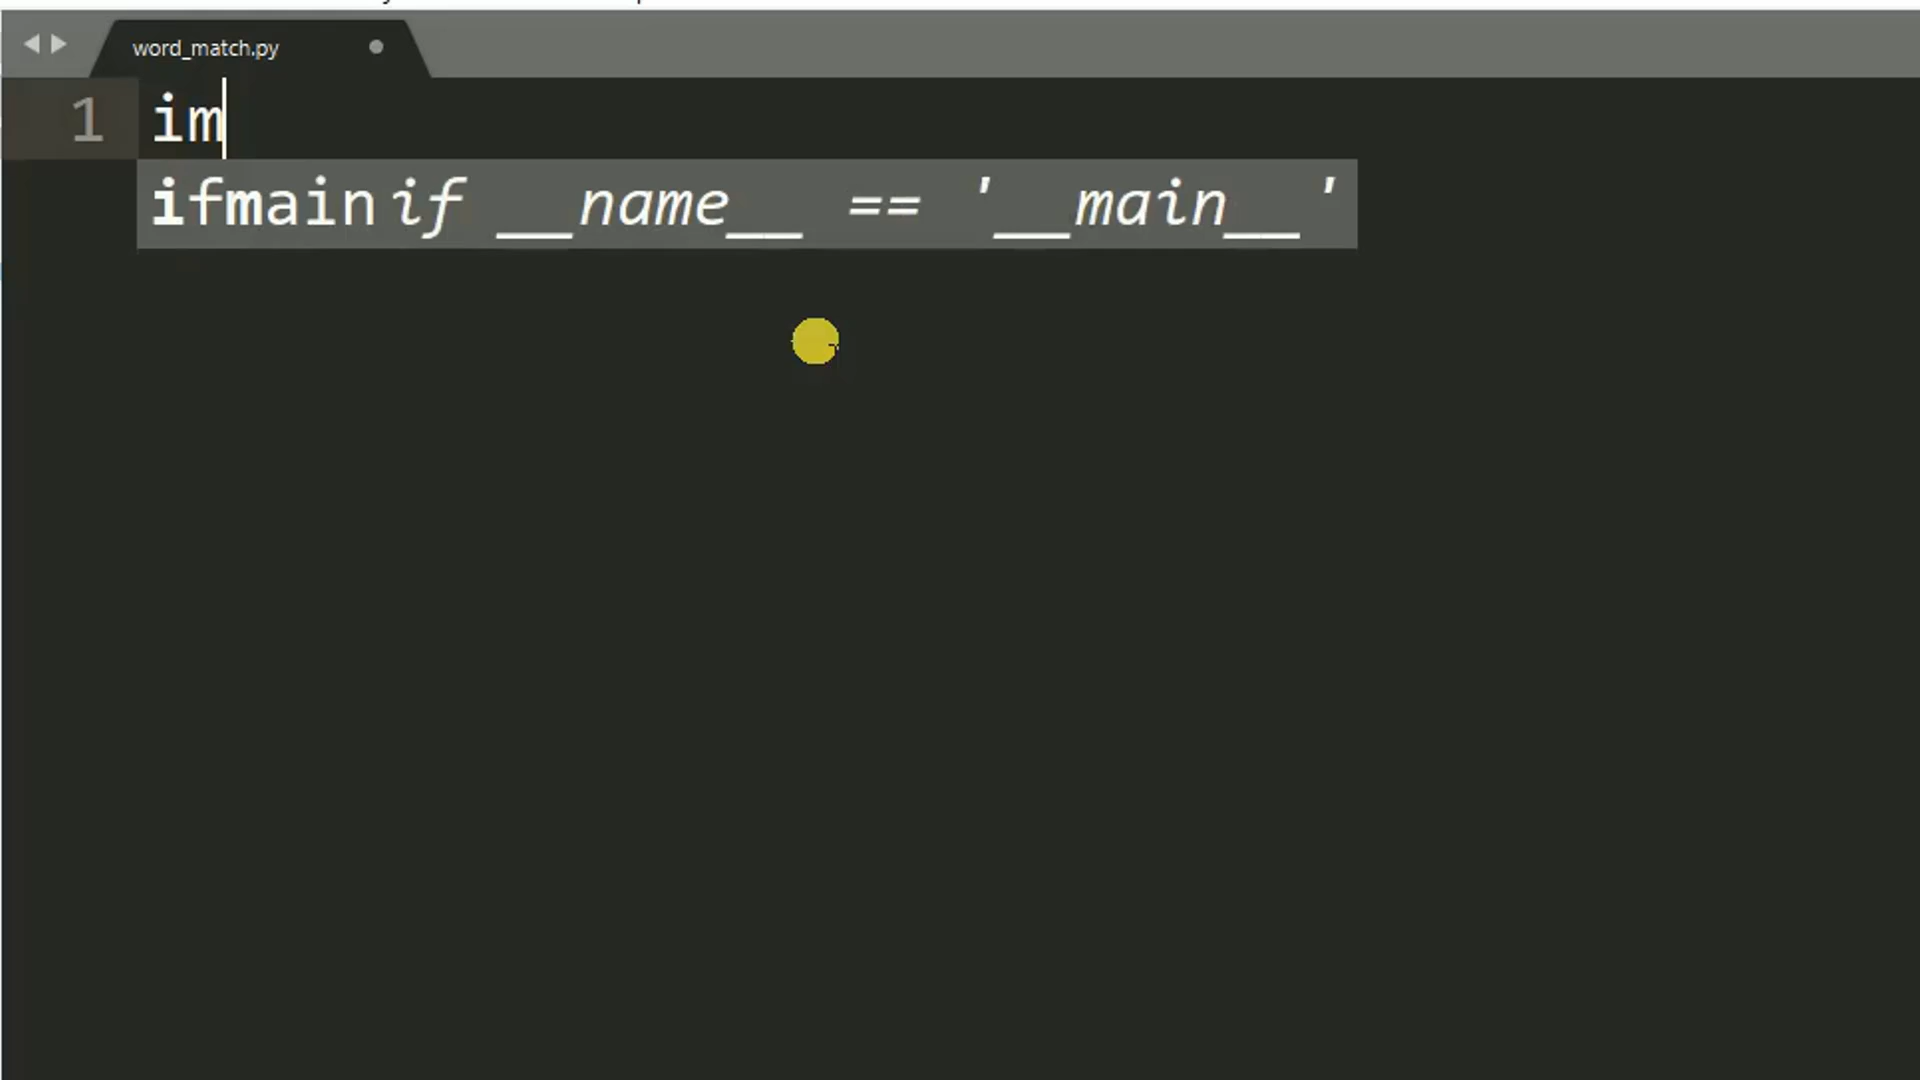 word_match.py
1 im
ifmain if __name__ == '__main__'